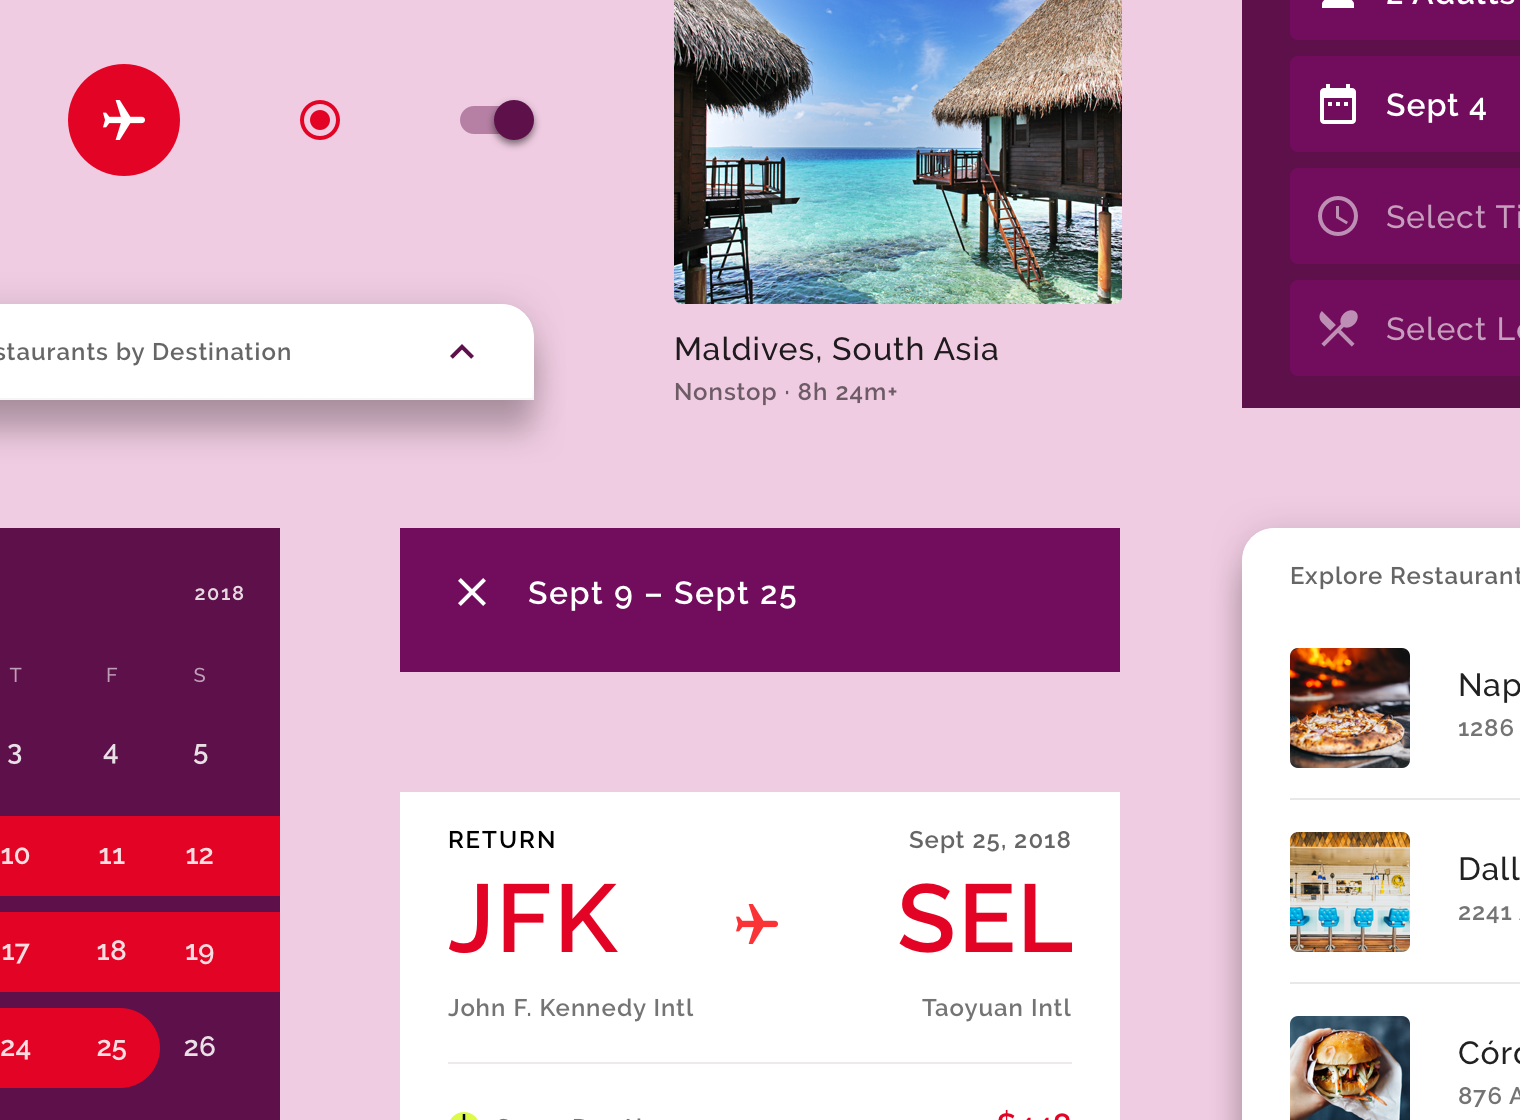 2 Adults
Sept 4
Select Ti
Select L
staurants by Destination
Maldives, South Asia
Nonstop · 8h 24m+
2018
T F S
3 4 5
10 11 12
17 18 19
24 25 26
Sept 9 – Sept 25
RETURN Sept 25, 2018
JFK SEL
John F. Kennedy Intl Taoyuan Intl
Explore Restaurant
Nap
1286
Dall
2241
Córd
876 A